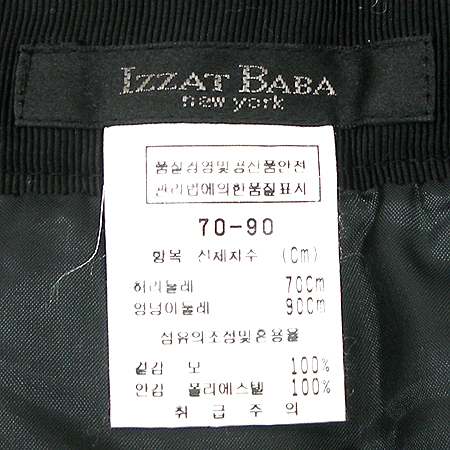 IZZAT BABA
new york
품질경영및공산품안전
관리법에의한품질표시
70-90
항목 신체치수 (Cm)
허리둘레 70Cm
엉덩이둘레 90Cm
섬유의조성및혼용율
겉감 모 100%
안감 폴리에스텔 100%
취급주의